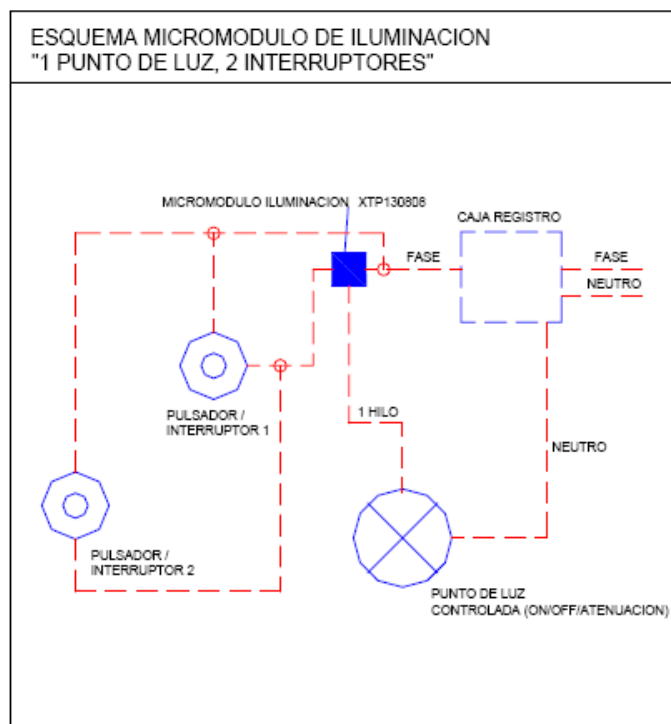 ESQUEMA MICROMODULO DE ILUMINACION
"1 PUNTO DE LUZ, 2 INTERRUPTORES"
MICROMODULO ILUMINACION XTP130808
CAJA REGISTRO
FASE
FASE
NEUTRO
PULSADOR /
INTERRUPTOR 1
1 HILO
NEUTRO
PULSADOR /
INTERRUPTOR 2
PUNTO DE LUZ
CONTROLADA (ON/OFF/ATENUACION)